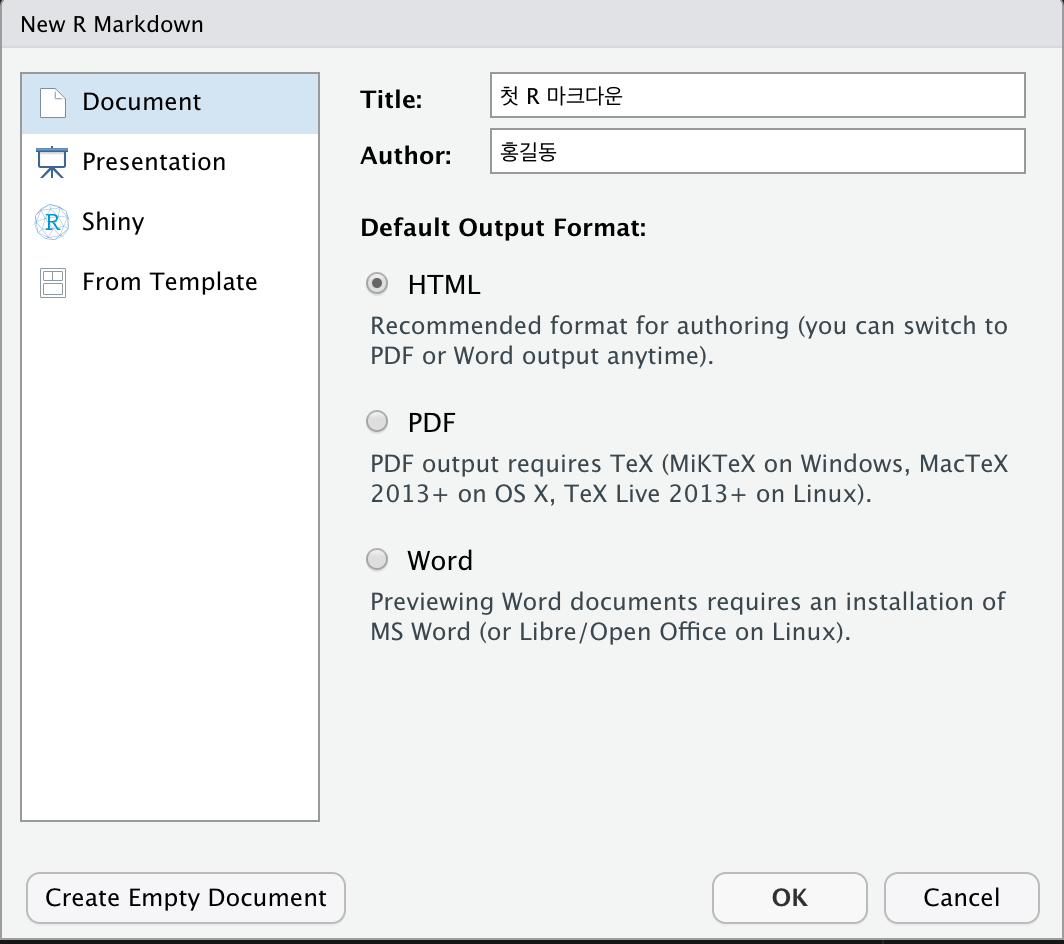 New R Markdown
Document
Presentation
Shiny
From Template
Title:
첫 R 마크다운
Author:
홍길동
Default Output Format:
HTML
Recommended format for authoring (you can switch to
PDF or Word output anytime).
PDF
PDF output requires TeX (MiKTeX on Windows, MacTeX
2013+ on OS X, TeX Live 2013+ on Linux).
Word
Previewing Word documents requires an installation of
MS Word (or Libre/Open Office on Linux).
Create Empty Document
OK
Cancel